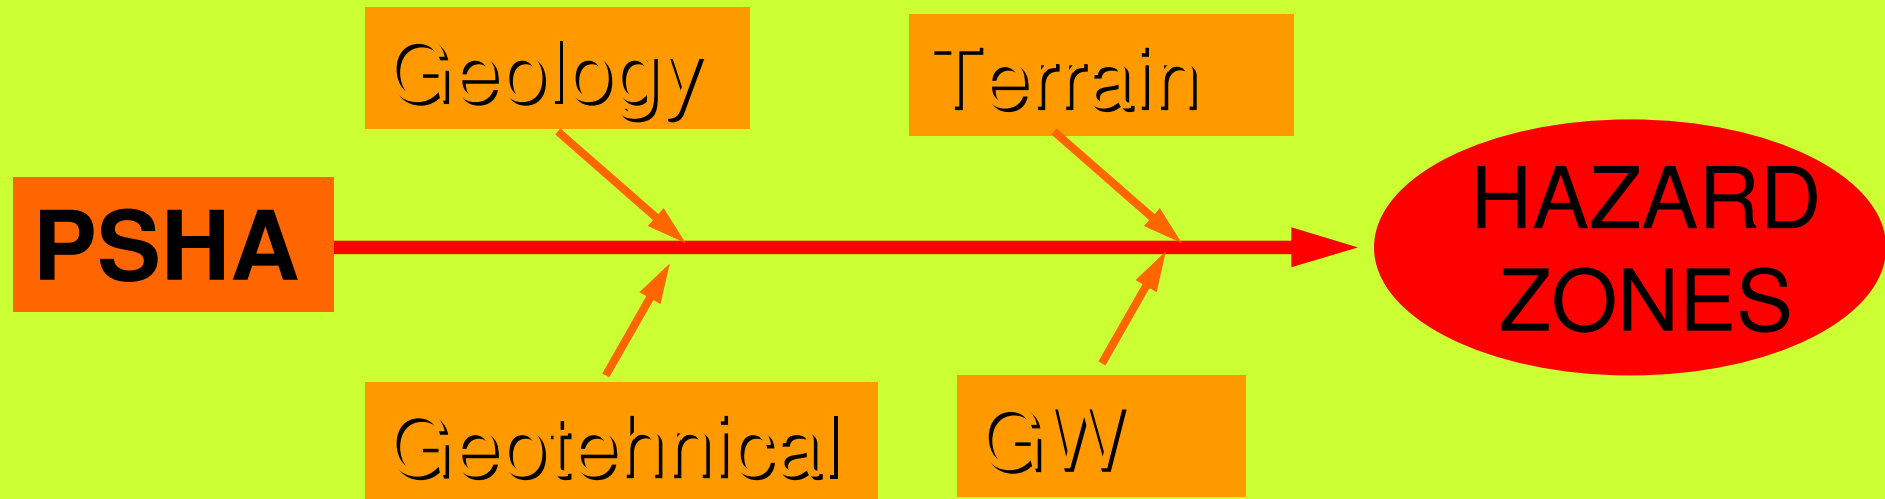 Geology
Terrain
PSHA
HAZARD
ZONES
Geotehnical
GW